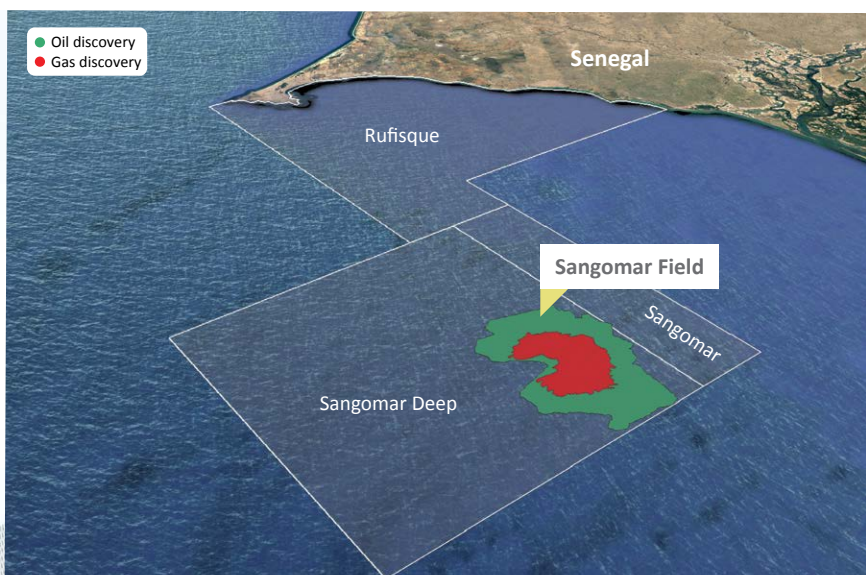 Oil discovery
Gas discovery
Senegal
Rufisque
Sangomar Field
Sangomar
Sangomar Deep